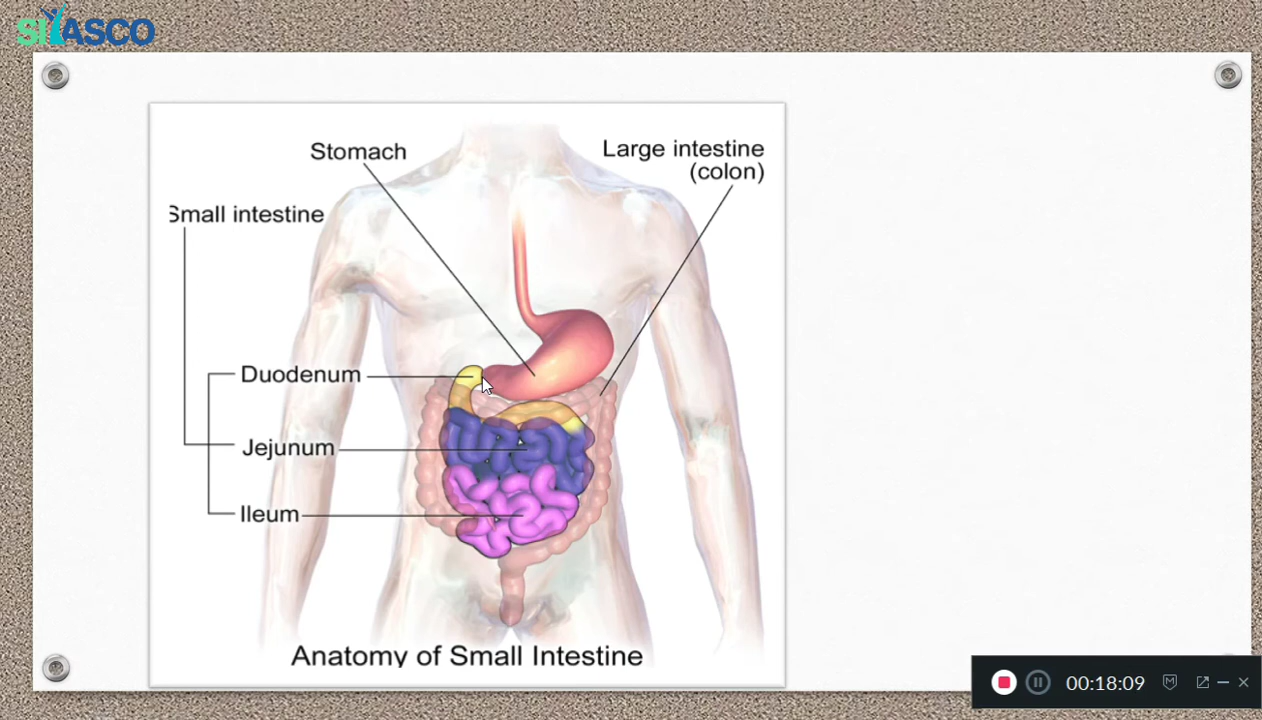 SIYASCO
Stomach
Large intestine
(colon)
Small intestine
Duodenum
Jejunum
Ileum
Anatomy of Small Intestine
00:18:09